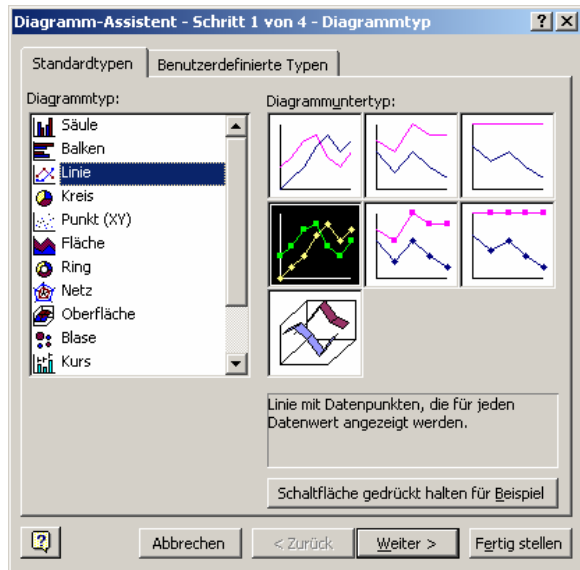 Diagramm-Assistent - Schritt 1 von 4 - Diagrammtyp
Standardtypen
Benutzerdefinierte Typen
Diagrammtyp:
Säule
Balken
Linie
Kreis
Punkt (XY)
Fläche
Ring
Netz
Oberfläche
Blase
Kurs
Diagrammuntertyp:
Linie mit Datenpunkten, die für jeden
Datenwert angezeigt werden.
Schaltfläche gedrückt halten für Beispiel
Abbrechen
< Zurück
Weiter >
Fertig stellen